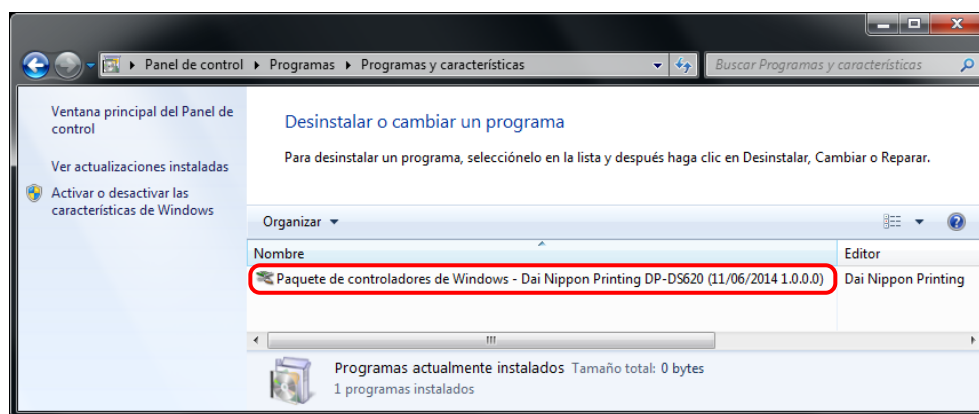 Panel de control ▸ Programas ▸ Programas y características
Buscar Programas y características
Ventana principal del Panel de
control
Ver actualizaciones instaladas
Activar o desactivar las
características de Windows
Desinstalar o cambiar un programa
Para desinstalar un programa, selecciónelo en la lista y después haga clic en Desinstalar, Cambiar o Reparar.
Organizar
Nombre
Editor
Paquete de controladores de Windows - Dai Nippon Printing DP-DS620 (11/06/2014 1.0.0.0)
Dai Nippon Printing
Programas actualmente instalados Tamaño total: 0 bytes
1 programas instalados